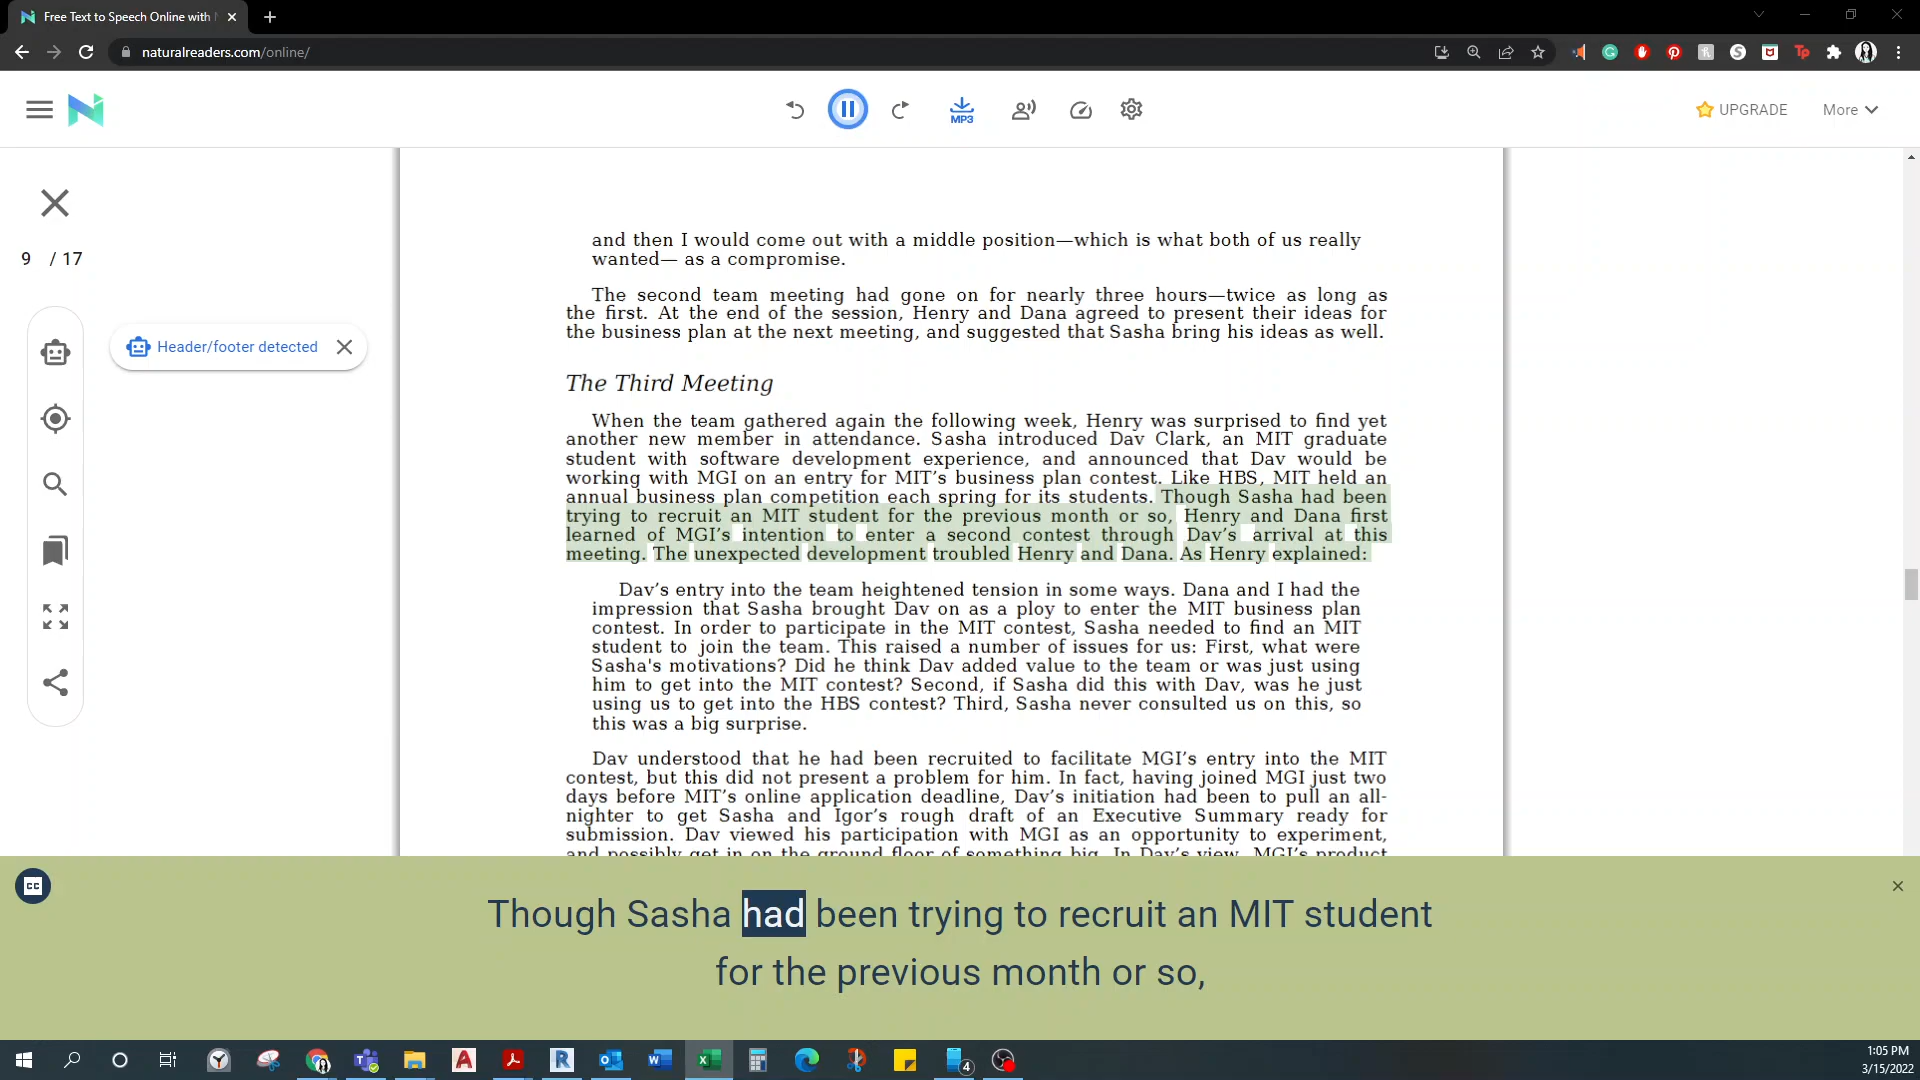 Free Text to Speech Online with
naturalreaders.com/online/
MP3
UPGRADE
More
9 / 17
Header/footer detected
and then I would come out with a middle position—which is what both of us really
wanted— as a compromise.
The second team meeting had gone on for nearly three hours—twice as long as
the first. At the end of the session, Henry and Dana agreed to present their ideas for
the business plan at the next meeting, and suggested that Sasha bring his ideas as well.
The Third Meeting
When the team gathered again the following week, Henry was surprised to find yet
another new member in attendance. Sasha introduced Dav Clark, an MIT graduate
student with software development experience, and announced that Dav would be
working with MGI on an entry for MIT’s business plan contest. Like HBS, MIT held an
annual business plan competition each spring for its students. Though Sasha had been
trying to recruit an MIT student for the previous month or so, Henry and Dana first
learned of MGI’s intention to enter a second contest through Dav’s arrival at this
meeting. The unexpected development troubled Henry and Dana. As Henry explained:
Dav’s entry into the team heightened tension in some ways. Dana and I had the
impression that Sasha brought Dav on as a ploy to enter the MIT business plan
contest. In order to participate in the MIT contest, Sasha needed to find an MIT
student to join the team. This raised a number of issues for us: First, what were
Sasha's motivations? Did he think Dav added value to the team or was just using
him to get into the MIT contest? Second, if Sasha did this with Dav, was he just
using us to get into the HBS contest? Third, Sasha never consulted us on this, so
this was a big surprise.
Dav understood that he had been recruited to facilitate MGI’s entry into the MIT
contest, but this did not present a problem for him. In fact, having joined MGI just two
days before MIT’s online application deadline, Dav’s initiation had been to pull an all-
nighter to get Sasha and Igor’s rough draft of an Executive Summary ready for
submission. Dav viewed his participation with MGI as an opportunity to experiment,
and possibly get in on the ground floor of something big. In Dav’s view, MGI’s product
CC
Though Sasha had been trying to recruit an MIT student
for the previous month or so,
4
1:05 PM
3/15/2022